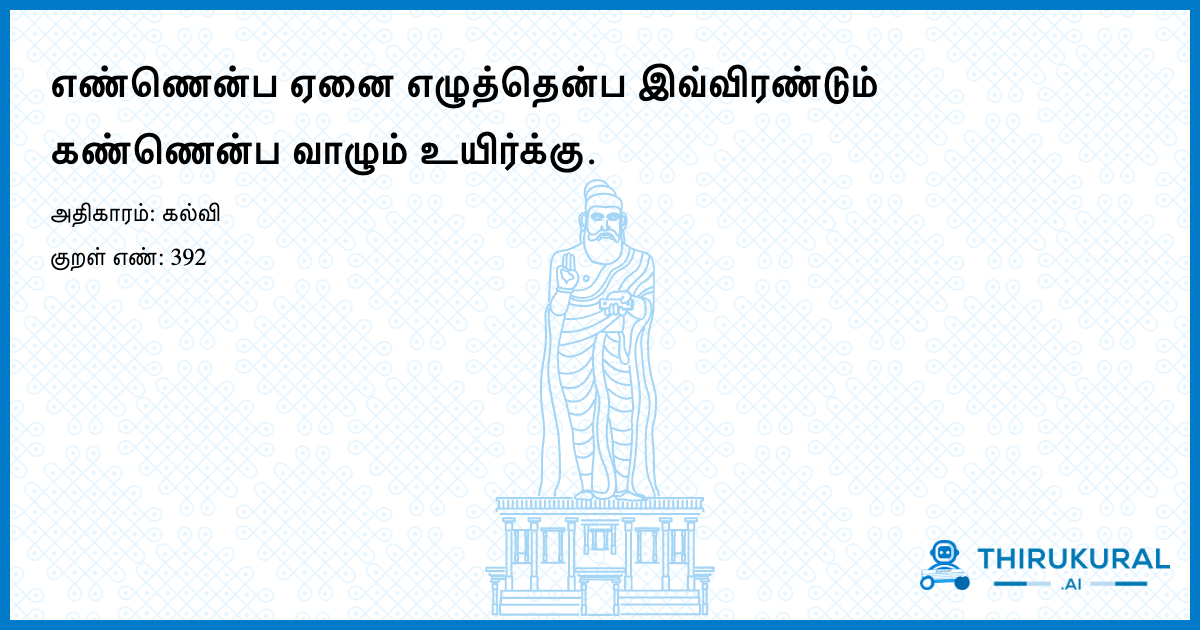 எண்ணென்ப ஏனை எழுத்தென்ப இவ்விரண்டும்
கண்ணென்ப வாழும் உயிர்க்கு.
அதிகாரம்: கல்வி
குறள் எண்: 392
THIRUKURAL
.AI